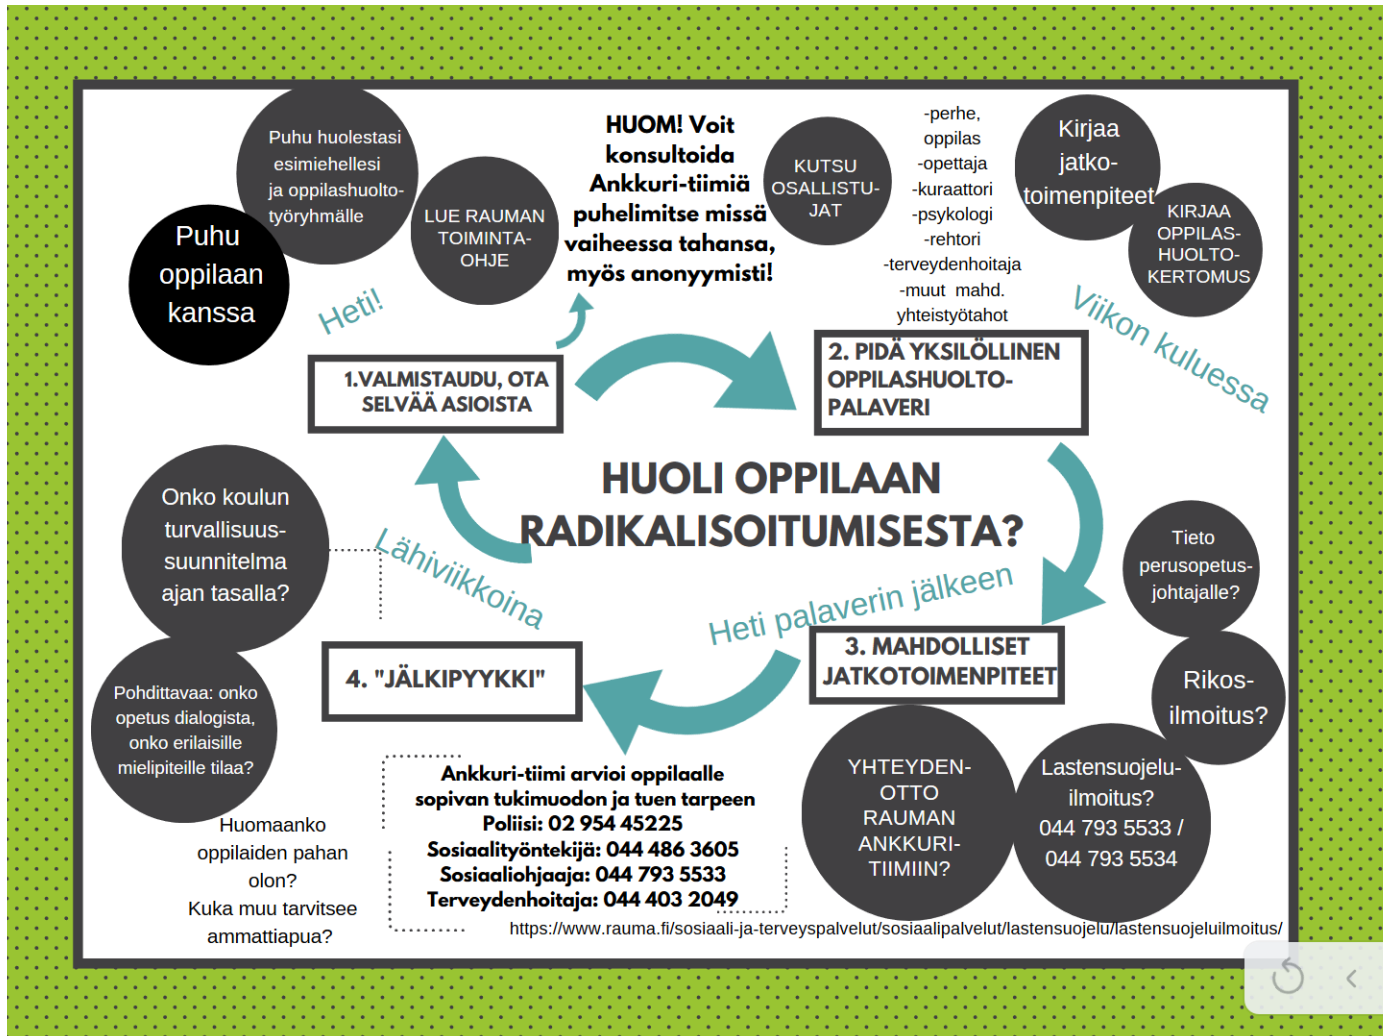 Puhu huolestasi
esimiehellesi
ja oppilashuolto-
työryhmälle
Puhu
oppilaan
kanssa
LUE RAUMAN
TOIMINTA-
OHJE
Heti!
HUOM! Voit
konsultoida
Ankkuri-tiimiä
puhelimitse missä
vaiheessa tahansa,
myös anonyymisti!
1.VALMISTAUDU, OTA
SELVÄÄ ASIOISTA
KUTSU
OSALLISTU-
JAT
-perhe,
oppilas
-opettaja
-kuraattori
-psykologi
-rehtori
-terveydenhoitaja
-muut mahd.
yhteistyötahot
Kirjaa
jatko-
toimenpiteet
KIRJAA
OPPILAS-
HUOLTO-
KERTOMUS
Viikon kuluessa
2. PIDÄ YKSILÖLLINEN
OPPILASHUOLTO-
PALAVERI
HUOLI OPPILAAN
RADIKALISOITUMISESTA?
Tieto
perusopetus-
johtajalle?
Rikos-
ilmoitus?
Heti palaverin jälkeen
3. MAHDOLLISET
JATKOTOIMENPITEET
YHTEYDEN-
OTTO
RAUMAN
ANKKURI-
TIIMIIN?
Lastensuojelu-
ilmoitus?
044 793 5533 /
044 793 5534
Lähiviikkoina
4. "JÄLKIPYYKKI"
Onko koulun
turvallisuus-
suunnitelma
ajan tasalla?
Pohdittavaa: onko
opetus dialogista,
onko erilaisille
mielipiteille tilaa?
Huomaanko
oppilaiden pahan
olon?
Kuka muu tarvitsee
ammattiapua?
Ankkuri-tiimi arvioi oppilaalle
sopivan tukimuodon ja tuen tarpeen
Poliisi: 02 954 45225
Sosiaalityöntekijä: 044 486 3605
Sosiaaliohjaaja: 044 793 5533
Terveydenhoitaja: 044 403 2049
https://www.rauma.fi/sosiaali-ja-terveyspalvelut/sosiaalipalvelut/lastensuojelu/lastensuojeluilmoitus/